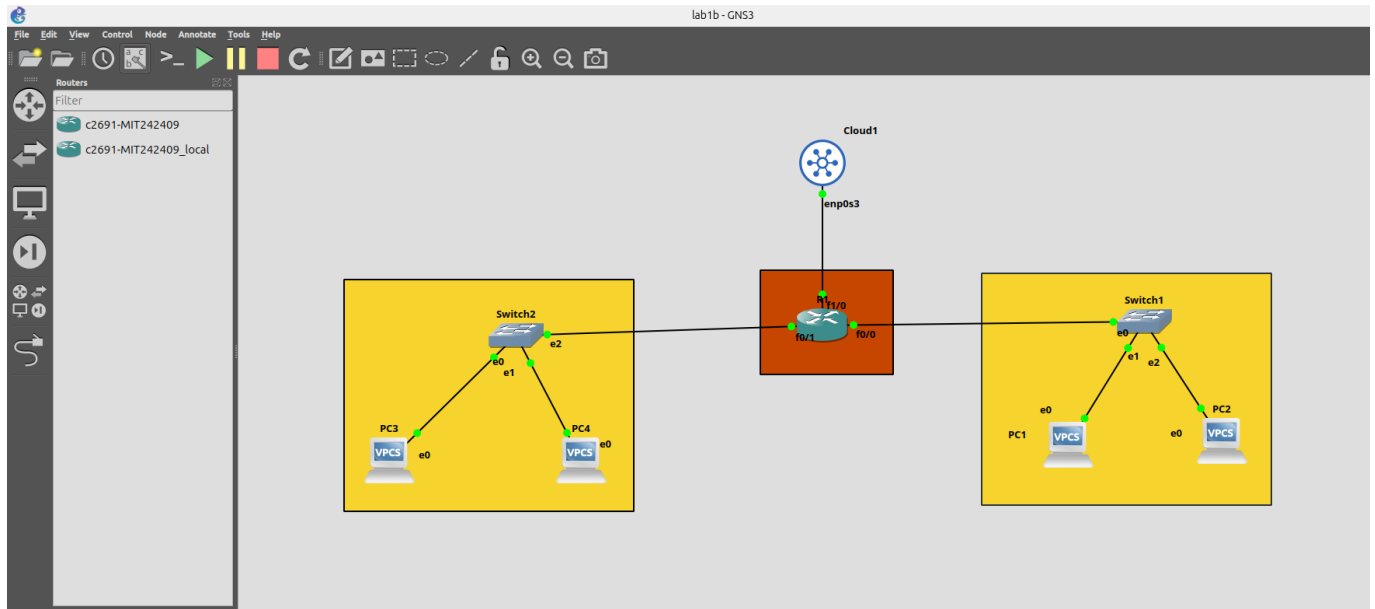 lab1b - GNS3
File Edit View Control Node Annotate Tools Help
Routers
Filter
c2691-MIT242409
c2691-MIT242409_local
Cloud1
enp0s3
R1
f1/0
f0/1
f0/0
Switch2
e2
e0
e1
PC3
VPCS
e0
PC4
VPCS
e0
Switch1
e0
e1
e2
e0
PC1
VPCS
PC2
e0
VPCS